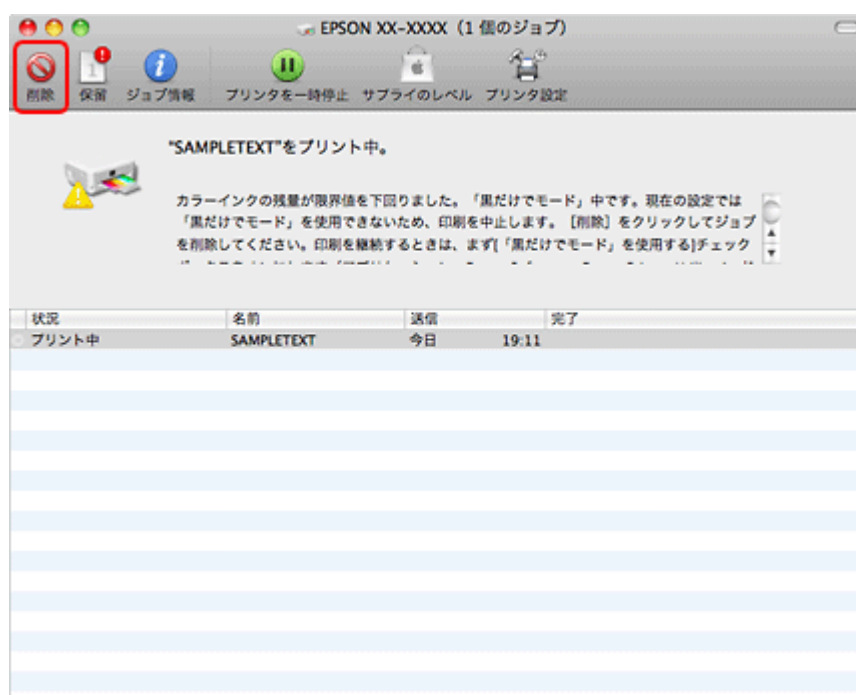 EPSON XX-XXXX（1 個のジョブ）
削除 保留 ジョブ情報 プリンタを一時停止 サプライのレベル プリンタ設定
"SAMPLETEXT"をプリント中。
カラーインクの残量が限界値を下回りました。「黒だけでモード」中です。現在の設定では
「黒だけでモード」を使用できないため、印刷を中止します。［削除］をクリックしてジョブ
を削除してください。印刷を継続するときは、まず[「黒だけでモード」を使用する]チェック
状況 名前 送信 完了
プリント中 SAMPLETEXT 今日 19:11